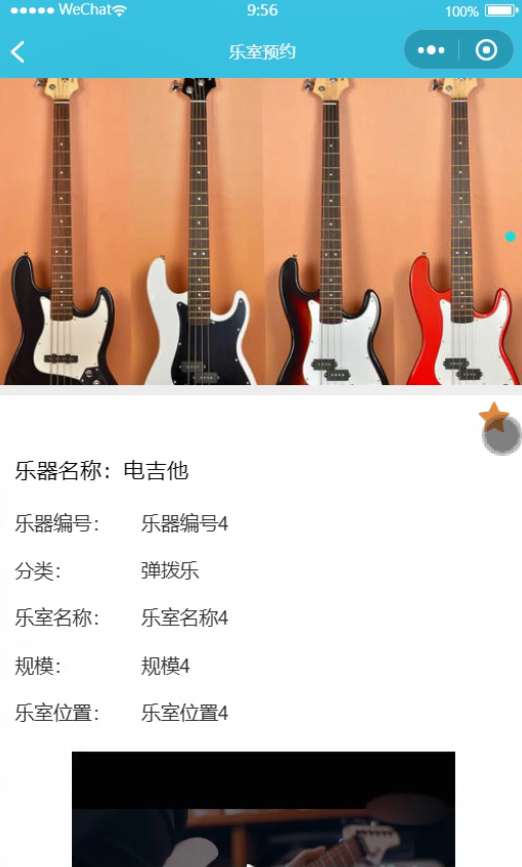 ●●●●● WeChat 9:56 100%
乐室预约
乐器名称：电吉他
乐器编号： 乐器编号4
分类： 弹拨乐
乐室名称： 乐室名称4
规模： 规模4
乐室位置： 乐室位置4